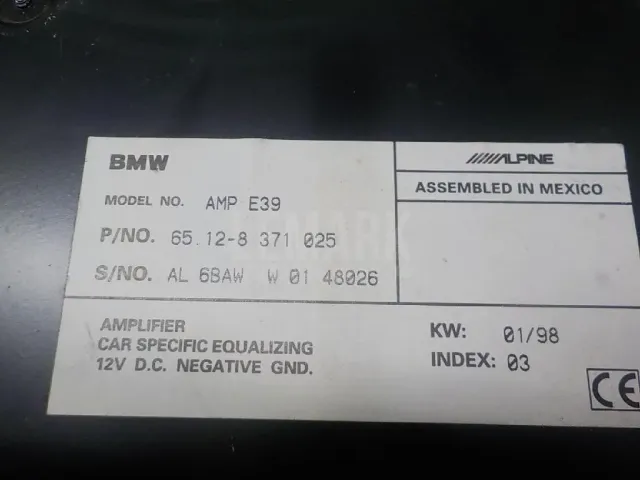 BMW
MODEL NO. AMP E39
P/NO. 65.12-8 371 025
S/NO. AL 6BAW W 01 48026
ALPINE
ASSEMBLED IN MEXICO
AMPLIFIER
CAR SPECIFIC EQUALIZING
12V D.C. NEGATIVE GND.
KW: 01/98
INDEX: 03
CE